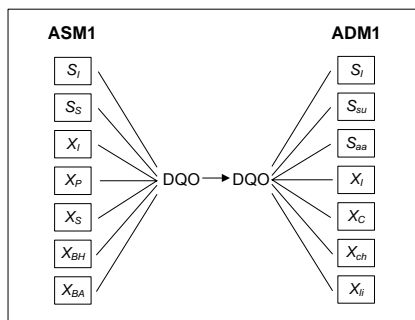 ASM1 ADM1
S_I S_I
S_S S_su
X_I S_aa
X_P DQO DQO X_I
X_S X_C
X_BH X_ch
X_BA X_li